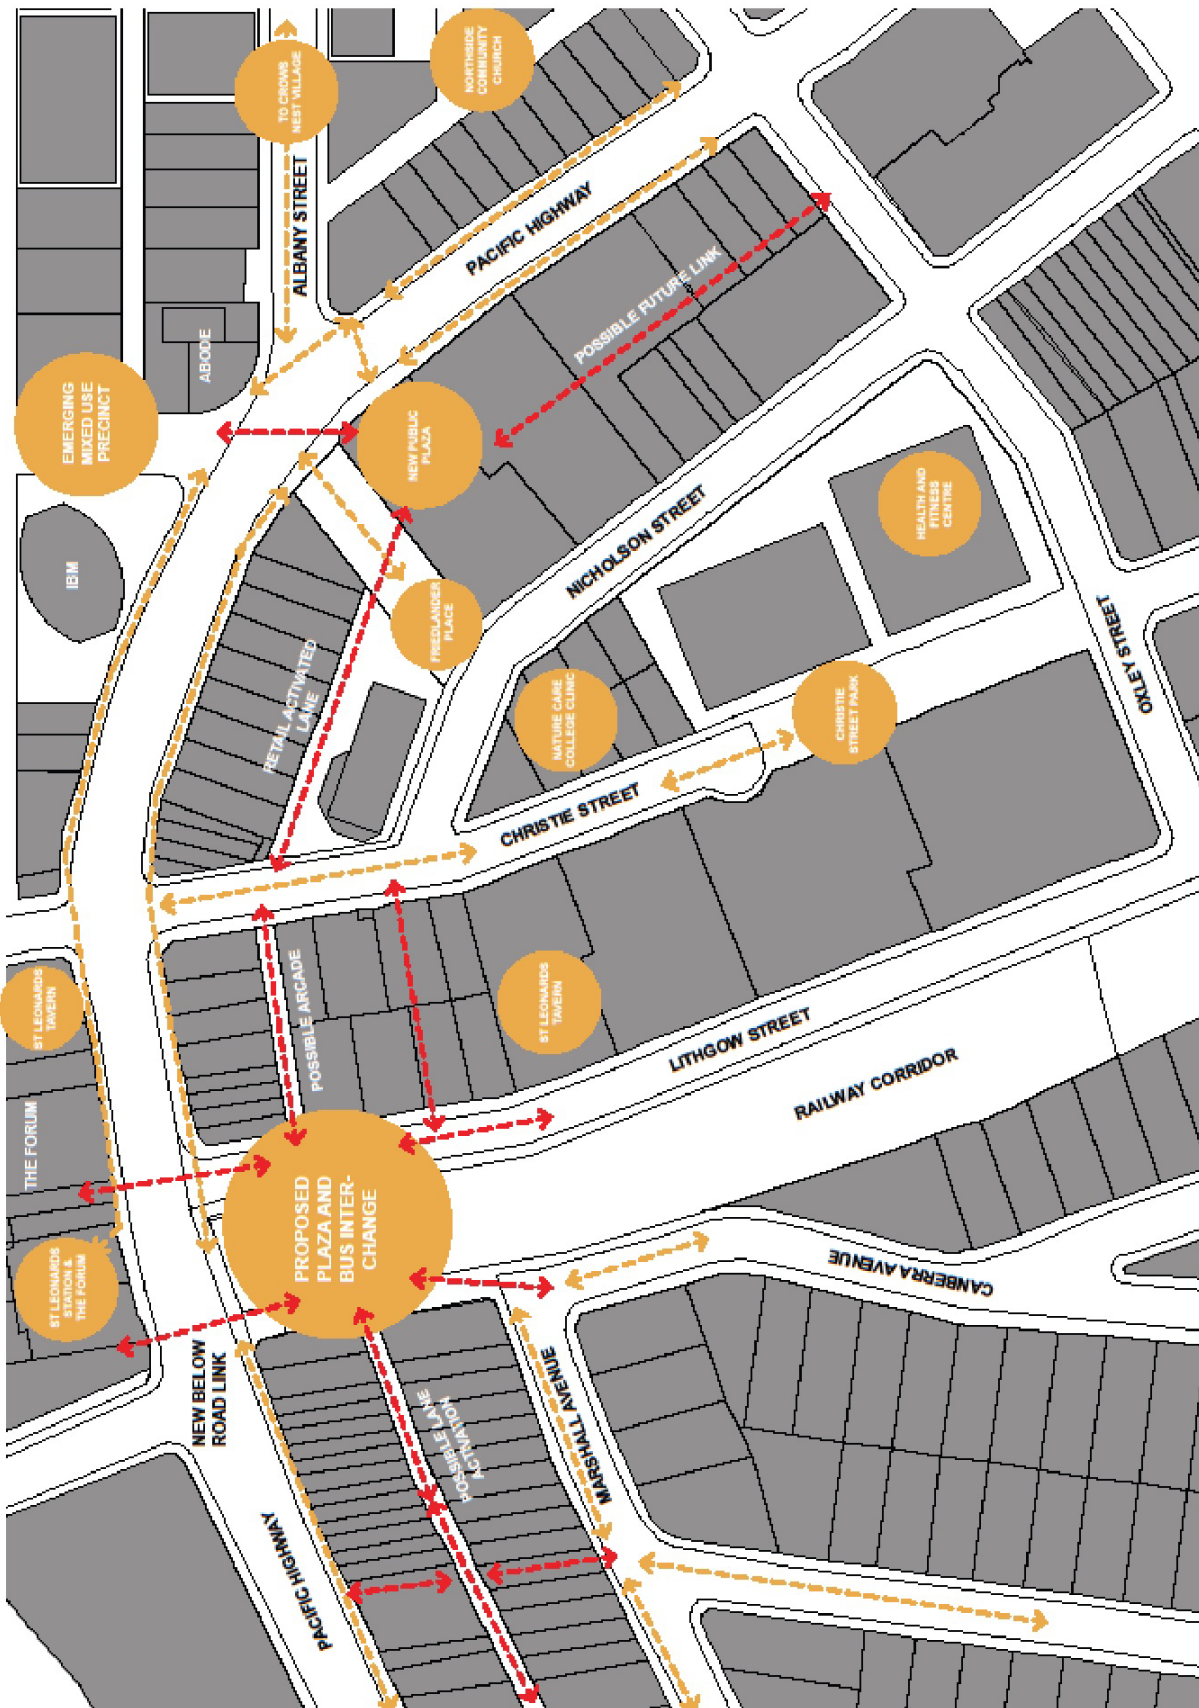 TO CROWS
NEST VILLAGE
NORTHSIDE
COMMUNITY
CHURCH
ALBANY STREET
PACIFIC HIGHWAY
ABODE
EMERGING
MIXED USE
PRECINCT
POSSIBLE FUTURE LINK
NEW PUBLIC
PLAZA
IBM
NICHOLSON STREET
HEALTH AND
FITNESS
CENTRE
FRIEDLANDER
PLACE
RETAIL ACTIVATED
LANE
OXLEY STREET
NATURE CARE
COLLEGE CLINIC
CHRISTIE
STREET PARK
CHRISTIE STREET
ST LEONARDS
TAVERN
POSSIBLE ARCADE
ST LEONARDS
TAVERN
LITHGOW STREET
RAILWAY CORRIDOR
THE FORUM
PROPOSED
PLAZA AND
BUS INTER-
CHANGE
ST LEONARDS
STATION &
THE FORUM
CANBERRA AVENUE
NEW BELOW
ROAD LINK
MARSHALL AVENUE
POSSIBLE LANE
ACTIVATION
PACIFIC HIGHWAY